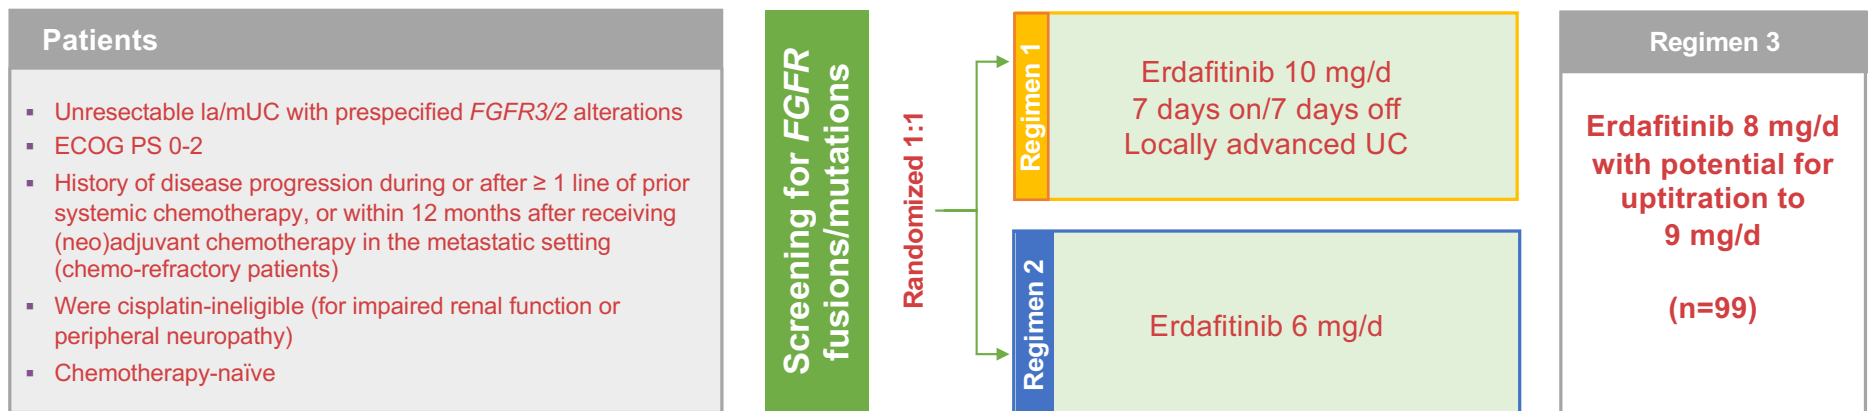 Patients
▪ Unresectable la/mUC with prespecified FGFR3/2 alterations
▪ ECOG PS 0-2
▪ History of disease progression during or after ≥ 1 line of prior
systemic chemotherapy, or within 12 months after receiving
(neo)adjuvant chemotherapy in the metastatic setting
(chemo-refractory patients)
▪ Were cisplatin-ineligible (for impaired renal function or
peripheral neuropathy)
▪ Chemotherapy-naïve
Screening for FGFR
fusions/mutations
Randomized 1:1
Regimen 1
Erdafitinib 10 mg/d
7 days on/7 days off
Locally advanced UC
Regimen 2
Erdafitinib 6 mg/d
Regimen 3
Erdafitinib 8 mg/d
with potential for
uptitration to
9 mg/d
(n=99)